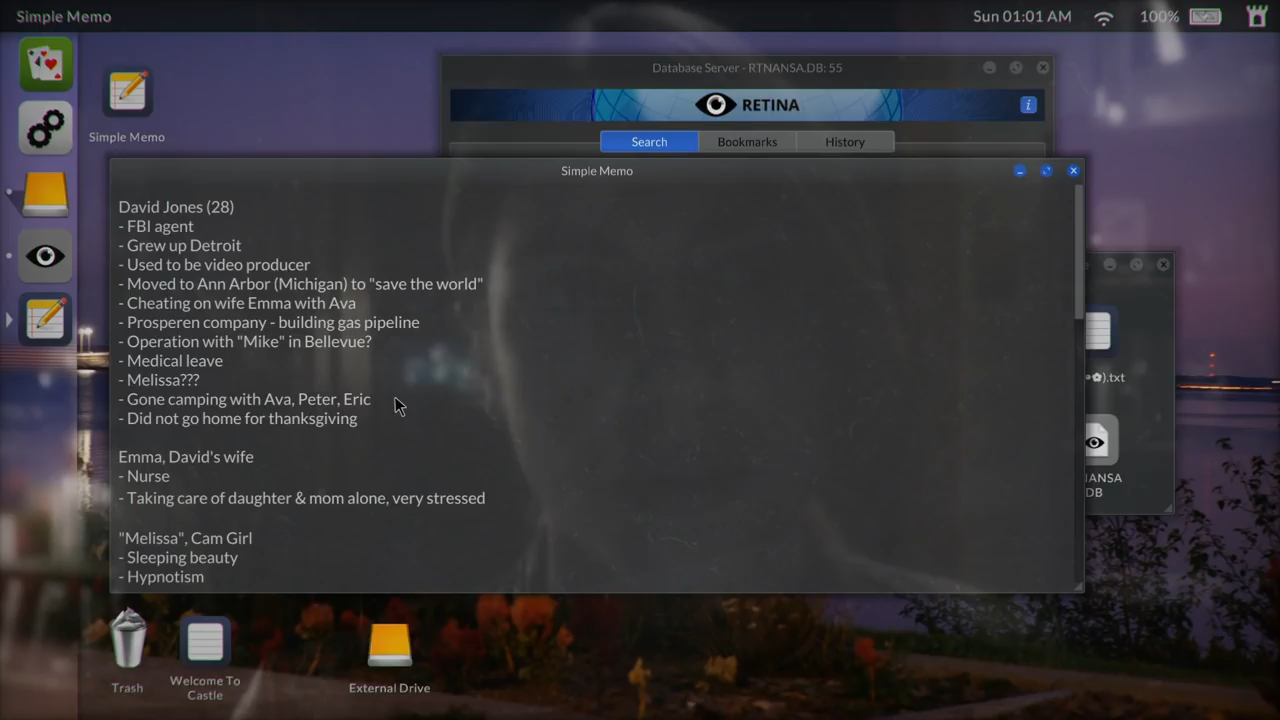 Simple Memo
Sun 01:01 AM
100%
Simple Memo
Database Server - RTNANSA.DB: 55
RETINA
Search
Bookmarks
History
Simple Memo
David Jones (28)
- FBI agent
- Grew up Detroit
- Used to be video producer
- Moved to Ann Arbor (Michigan) to "save the world"
- Cheating on wife Emma with Ava
- Prosperen company - building gas pipeline
- Operation with "Mike" in Bellevue?
- Medical leave
- Melissa???
- Gone camping with Ava, Peter, Eric
- Did not go home for thanksgiving
Emma, David's wife
- Nurse
- Taking care of daughter & mom alone, very stressed
"Melissa", Cam Girl
- Sleeping beauty
- Hypnotism
✿).txt
ANSA
DB
Trash
Welcome To
Castle
External Drive